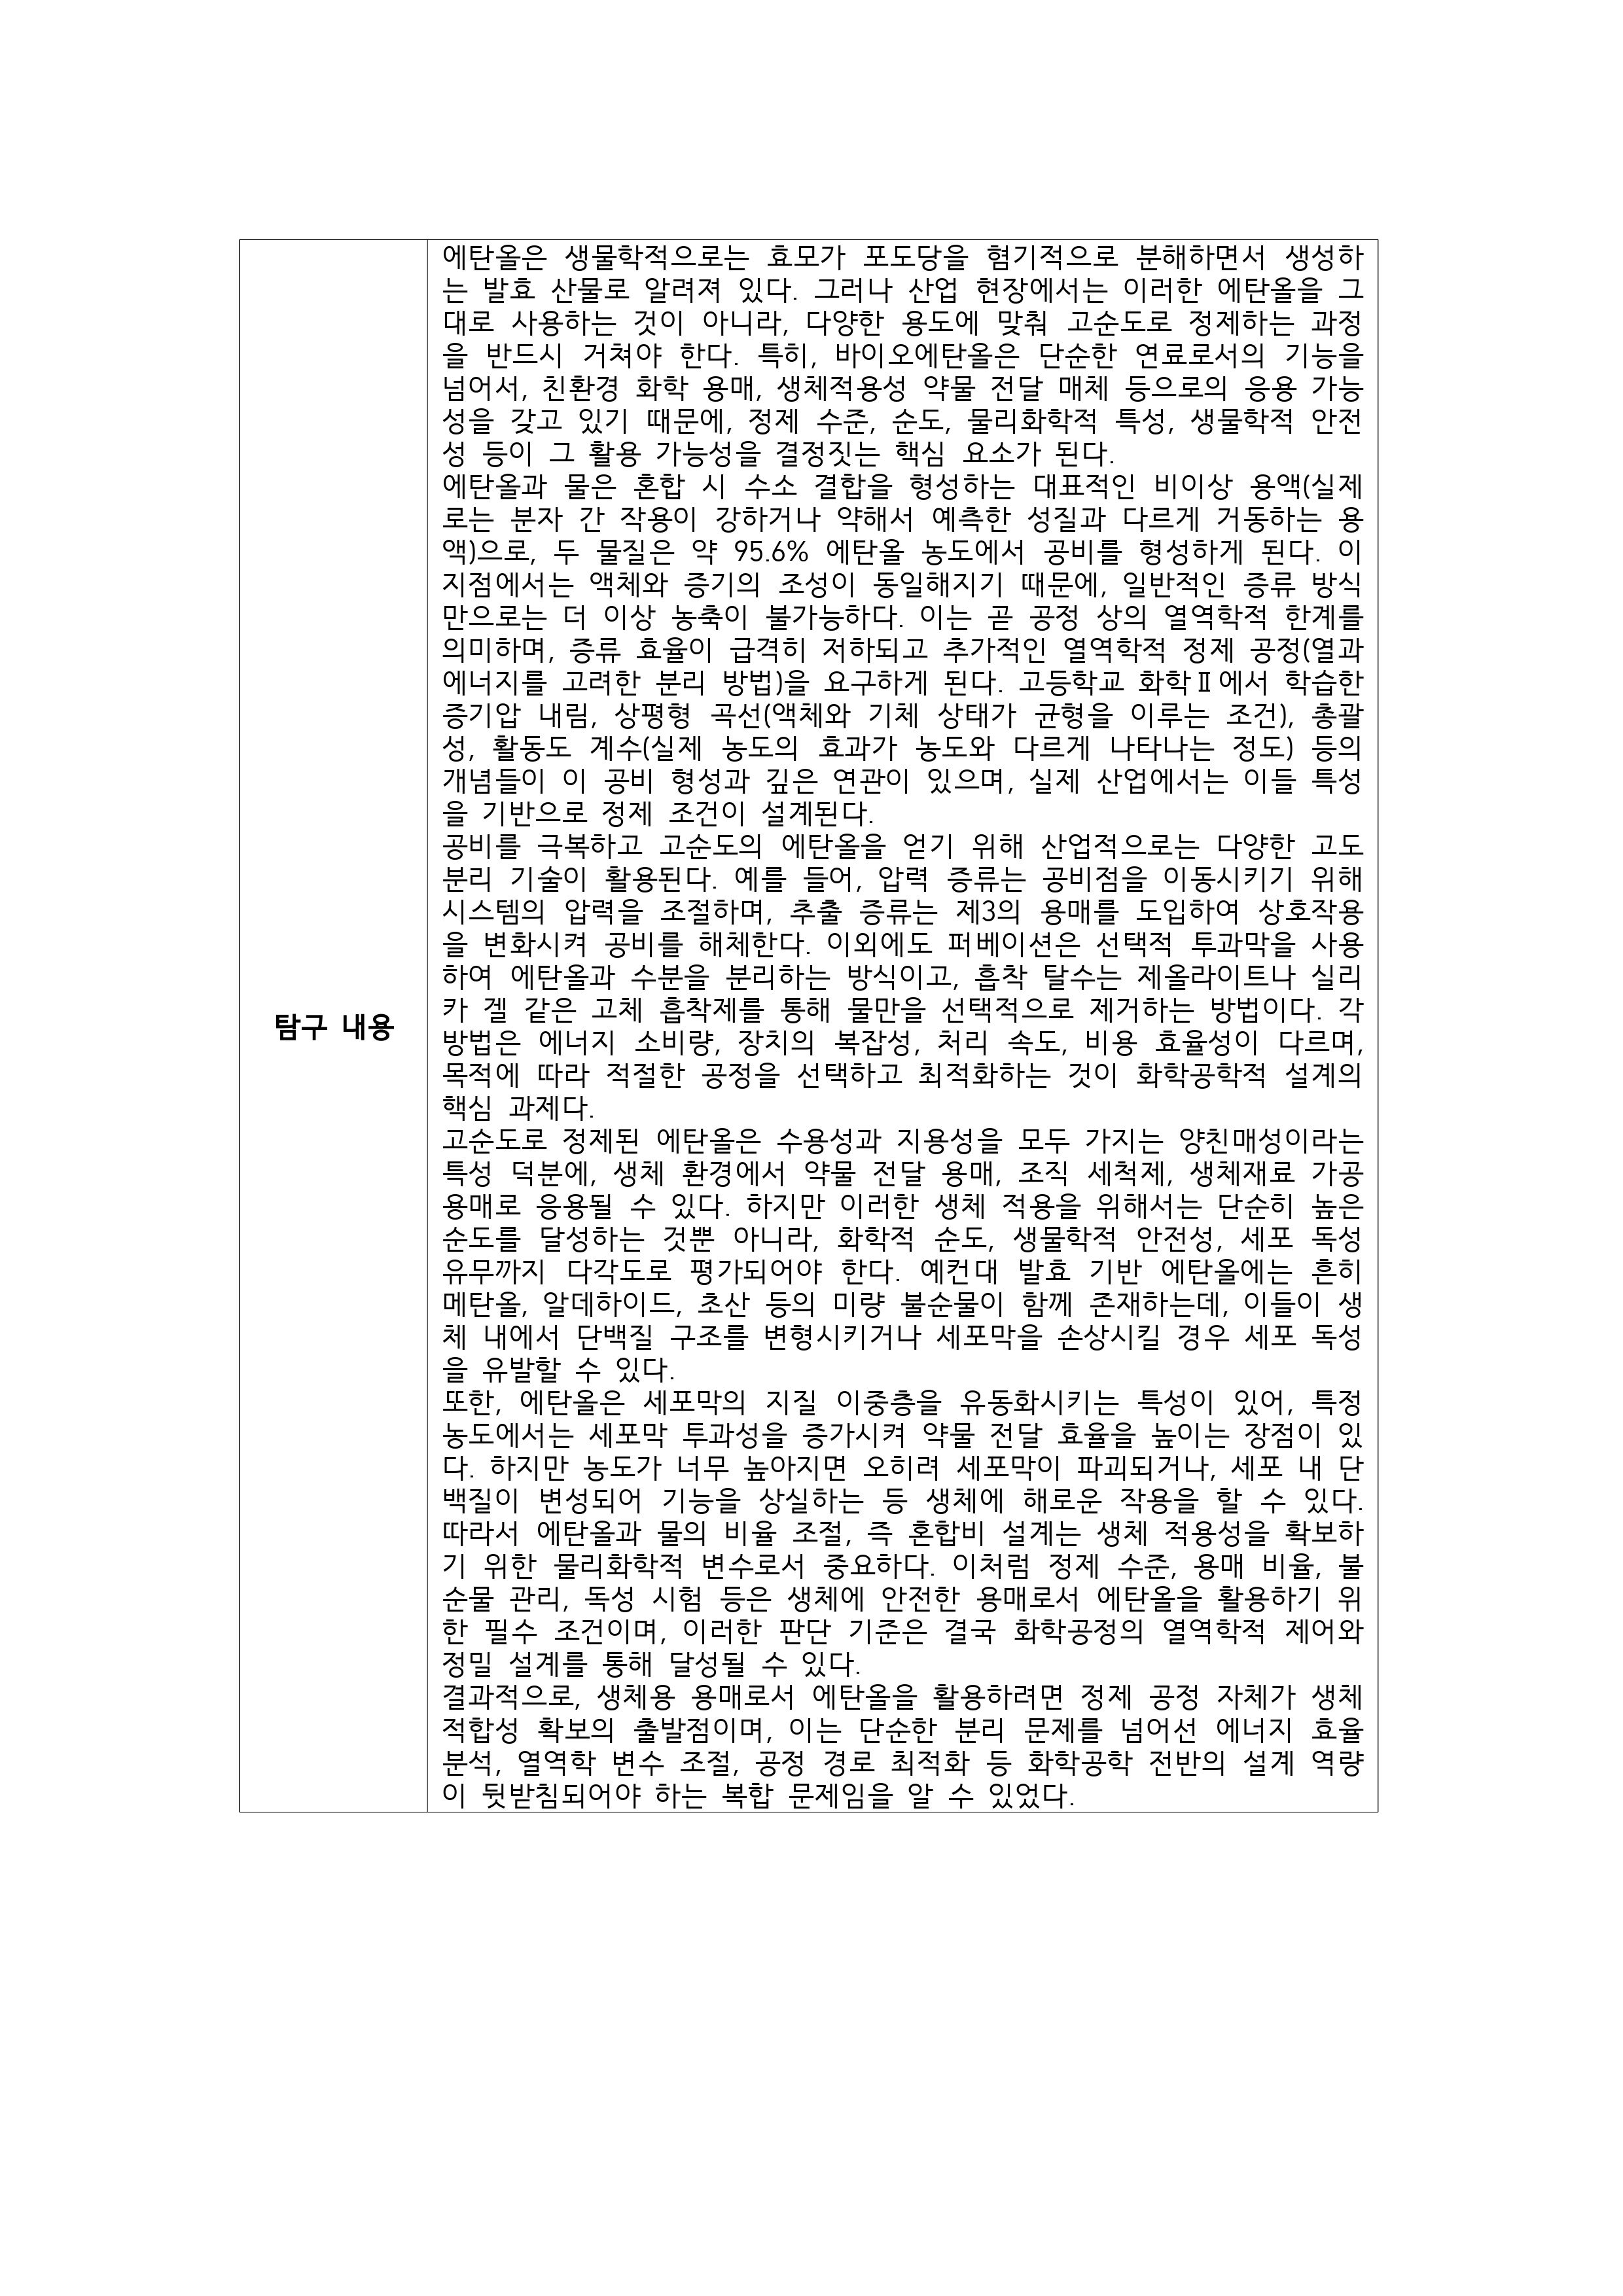 에탄올은 생물학적으로는 효모가 포도당을 혐기적으로 분해하면서 생성하
는 발효 산물로 알려져 있다. 그러나 산업 현장에서는 이러한 에탄올을 그
대로 사용하는 것이 아니라, 다양한 용도에 맞춰 고순도로 정제하는 과정
을 반드시 거쳐야 한다. 특히, 바이오에탄올은 단순한 연료로서의 기능을
넘어서, 친환경 화학 용매, 생체적용성 약물 전달 매체 등으로의 응용 가능
성을 갖고 있기 때문에, 정제 수준, 순도, 물리화학적 특성, 생물학적 안전
성 등이 그 활용 가능성을 결정짓는 핵심 요소가 된다.
에탄올과 물은 혼합 시 수소 결합을 형성하는 대표적인 비이상 용액(실제
로는 분자 간 작용이 강하거나 약해서 예측한 성질과 다르게 거동하는 용
액)으로, 두 물질은 약 95.6% 에탄올 농도에서 공비를 형성하게 된다. 이
지점에서는 액체와 증기의 조성이 동일해지기 때문에, 일반적인 증류 방식
만으로는 더 이상 농축이 불가능하다. 이는 곧 공정 상의 열역학적 한계를
의미하며, 증류 효율이 급격히 저하되고 추가적인 열역학적 정제 공정(열과
에너지를 고려한 분리 방법)을 요구하게 된다. 고등학교 화학Ⅱ에서 학습한
증기압 내림, 상평형 곡선(액체와 기체 상태가 균형을 이루는 조건), 총괄
성, 활동도 계수(실제 농도의 효과가 농도와 다르게 나타나는 정도) 등의
개념들이 이 공비 형성과 깊은 연관이 있으며, 실제 산업에서는 이들 특성
을 기반으로 정제 조건이 설계된다.
공비를 극복하고 고순도의 에탄올을 얻기 위해 산업적으로는 다양한 고도
분리 기술이 활용된다. 예를 들어, 압력 증류는 공비점을 이동시키기 위해
시스템의 압력을 조절하며, 추출 증류는 제3의 용매를 도입하여 상호작용
을 변화시켜 공비를 해체한다. 이외에도 퍼베이션은 선택적 투과막을 사용
하여 에탄올과 수분을 분리하는 방식이고, 흡착 탈수는 제올라이트나 실리
카 겔 같은 고체 흡착제를 통해 물만을 선택적으로 제거하는 방법이다. 각
탐구 내용
방법은 에너지 소비량, 장치의 복잡성, 처리 속도, 비용 효율성이 다르며,
목적에 따라 적절한 공정을 선택하고 최적화하는 것이 화학공학적 설계의
핵심 과제다.
고순도로 정제된 에탄올은 수용성과 지용성을 모두 가지는 양친매성이라는
특성 덕분에, 생체 환경에서 약물 전달 용매, 조직 세척제, 생체재료 가공
용매로 응용될 수 있다. 하지만 이러한 생체 적용을 위해서는 단순히 높은
순도를 달성하는 것뿐 아니라, 화학적 순도, 생물학적 안전성, 세포 독성
유무까지 다각도로 평가되어야 한다. 예컨대 발효 기반 에탄올에는 흔히
메탄올, 알데하이드, 초산 등의 미량 불순물이 함께 존재하는데, 이들이 생
체 내에서 단백질 구조를 변형시키거나 세포막을 손상시킬 경우 세포 독성
을 유발할 수 있다.
또한, 에탄올은 세포막의 지질 이중층을 유동화시키는 특성이 있어, 특정
농도에서는 세포막 투과성을 증가시켜 약물 전달 효율을 높이는 장점이 있
다. 하지만 농도가 너무 높아지면 오히려 세포막이 파괴되거나, 세포 내 단
백질이 변성되어 기능을 상실하는 등 생체에 해로운 작용을 할 수 있다.
따라서 에탄올과 물의 비율 조절, 즉 혼합비 설계는 생체 적용성을 확보하
기 위한 물리화학적 변수로서 중요하다. 이처럼 정제 수준, 용매 비율, 불
순물 관리, 독성 시험 등은 생체에 안전한 용매로서 에탄올을 활용하기 위
한 필수 조건이며, 이러한 판단 기준은 결국 화학공정의 열역학적 제어와
정밀 설계를 통해 달성될 수 있다.
결과적으로, 생체용 용매로서 에탄올을 활용하려면 정제 공정 자체가 생체
적합성 확보의 출발점이며, 이는 단순한 분리 문제를 넘어선 에너지 효율
분석, 열역학 변수 조절, 공정 경로 최적화 등 화학공학 전반의 설계 역량
이 뒷받침되어야 하는 복합 문제임을 알 수 있었다.